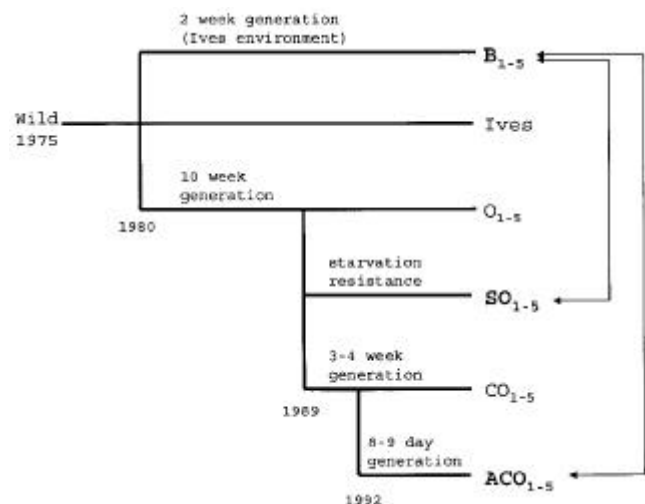 2 week generation
(Ives environment)
B1-5
Wild
1975
Ives
10 week
generation
O1-5
1980
starvation
resistance
SO1-5
3-4 week
generation
CO1-5
1989
8-9 day
generation
ACO1-5
1992